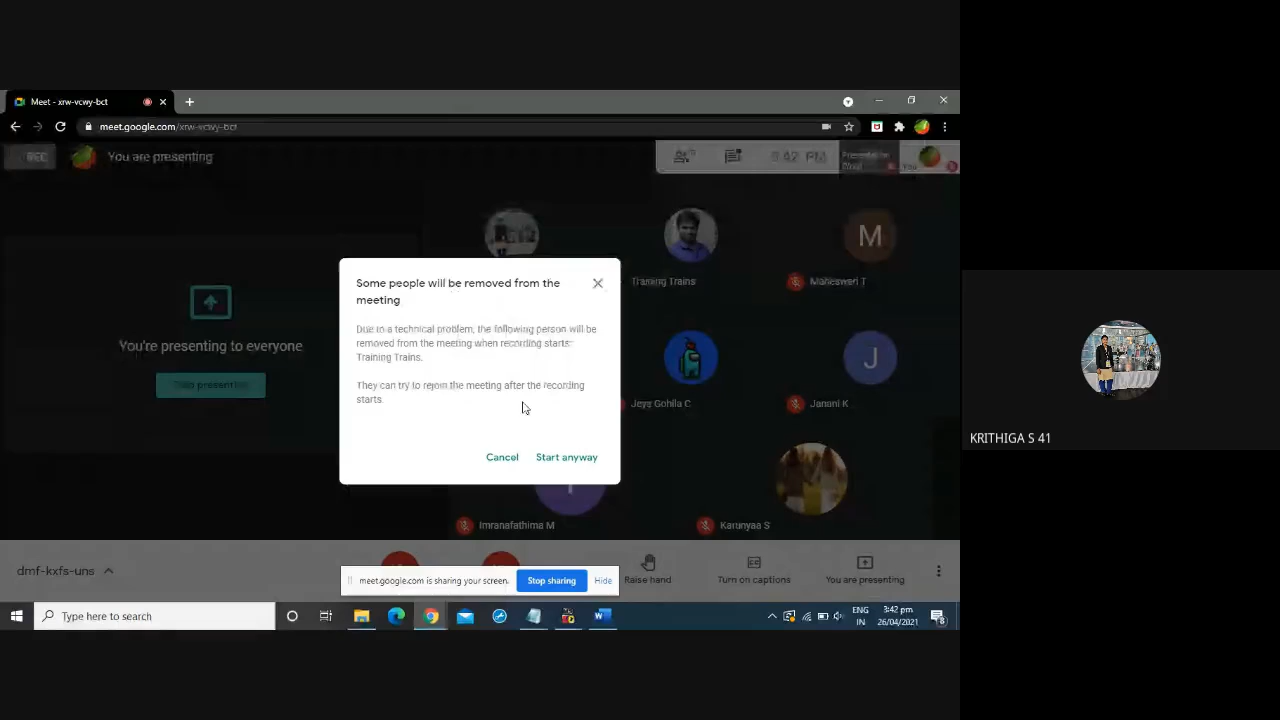 Meet - xrw-vcwy-bct
meet.google.com/xrw-vcwy-bct
REC
You are presenting
3:42 PM
You
Training Trains
Maheswari T
You're presenting to everyone
Stop presenting
Some people will be removed from the
meeting
Due to a technical problem, the following person will be
removed from the meeting when recording starts:
Training Trains.
They can try to rejoin the meeting after the recording
starts.
Cancel
Start anyway
Jeya Gohila C
J
Janani K
M
Imranafathima M
Karunyaa S
KRITHIGA S 41
dmf-kxfs-uns
meet.google.com is sharing your screen.
Stop sharing
Hide
Raise hand
Turn on captions
You are presenting
Type here to search
ENG
IN
3:42 pm
26/04/2021
8